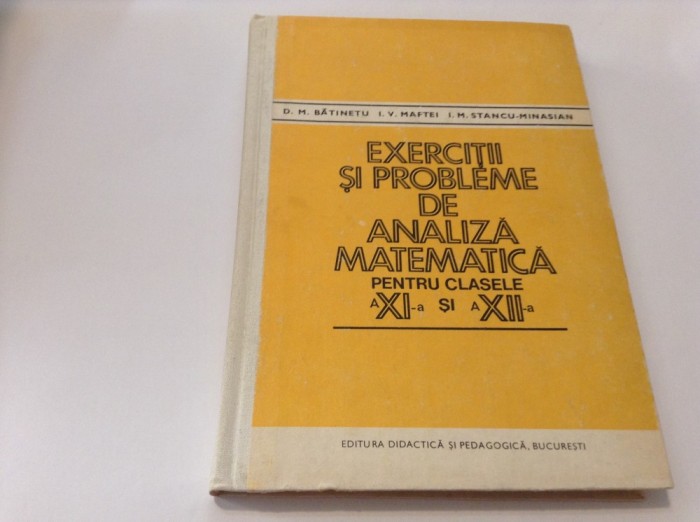 D. M. BĂTINEȚU I. V. MAFTEI I. M. STANCU-MINASIAN
EXERCIȚII
ȘI PROBLEME
DE
ANALIZĂ
MATEMATICĂ
PENTRU CLASELE
A XI-a ȘI A XII-a
EDITURA DIDACTICĂ ȘI PEDAGOGICĂ, BUCUREȘTI